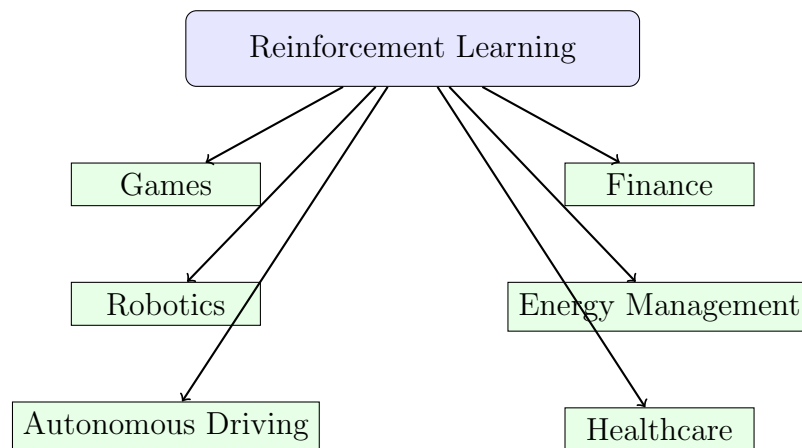 Reinforcement Learning
Games
Finance
Robotics
Energy Management
Autonomous Driving
Healthcare